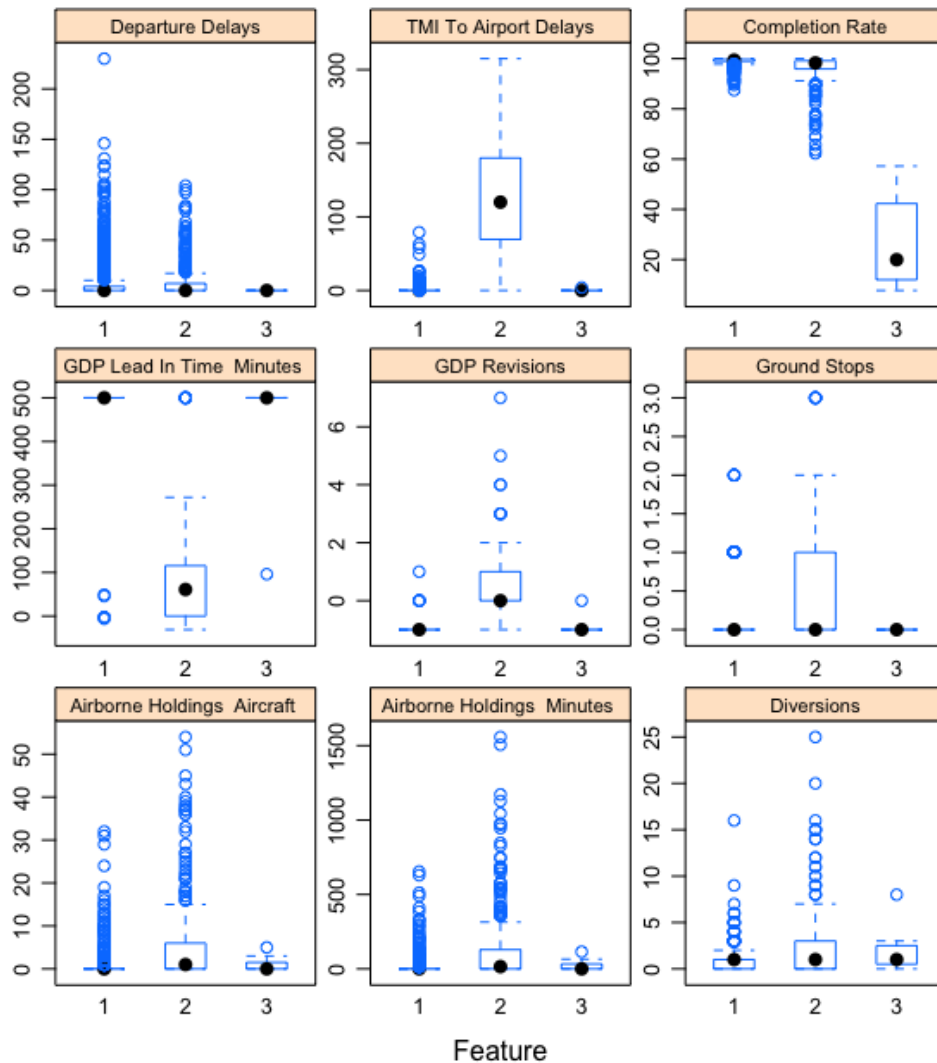 Departure Delays TMI To Airport Delays Completion Rate
0 50 100 150 200
0 100 200 300
20 40 60 80 100
1 2 3 1 2 3 1 2 3
GDP Lead In Time  Minutes GDP Revisions Ground Stops
0 100 200 300 400 500
0 2 4 6
0.0 0.5 1.0 1.5 2.0 2.5 3.0
1 2 3 1 2 3 1 2 3
Airborne Holdings  Aircraft Airborne Holdings  Minutes Diversions
0 10 20 30 40 50
0 500 1000 1500
0 5 10 15 20 25
1 2 3 1 2 3 1 2 3
Feature